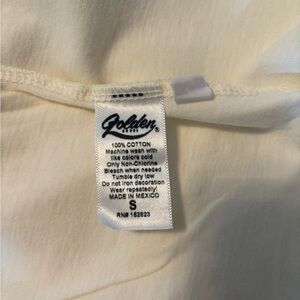 Golden
100% COTTON
Machine wash with
like colors cold
Only Non-Chlorine
Bleach when needed
Tumble dry low
Do not iron decoration
Wear repeatedly!
MADE IN MEXICO
S
RN# 162823